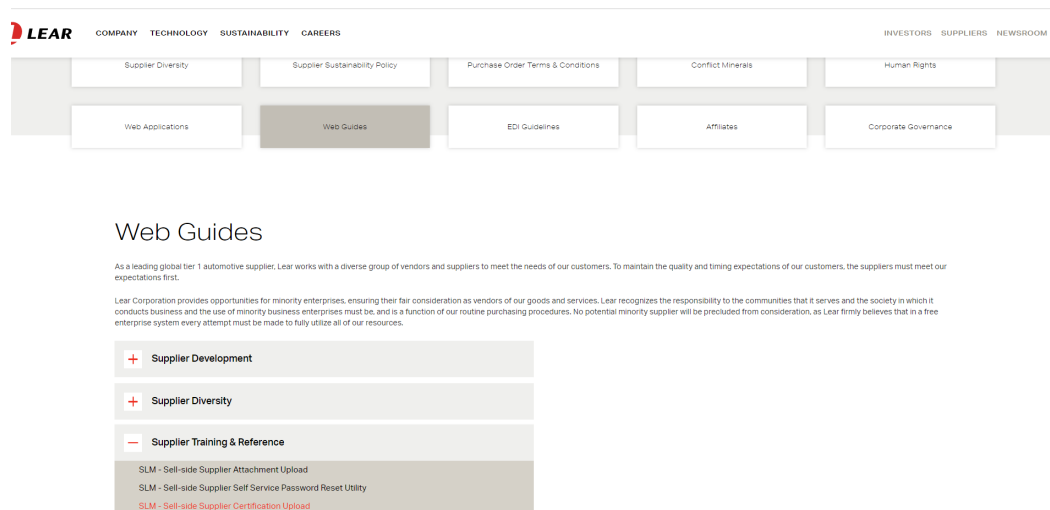 LEAR COMPANY TECHNOLOGY SUSTAINABILITY CAREERS INVESTORS SUPPLIERS NEWSROOM
Supplier Diversity Supplier Sustainability Policy Purchase Order Terms & Conditions Conflict Minerals Human Rights
Web Applications Web Guides EDI Guidelines Affiliates Corporate Governance
Web Guides
As a leading global tier 1 automotive supplier, Lear works with a diverse group of vendors and suppliers to meet the needs of our customers. To maintain the quality and timing expectations of our customers, the suppliers must meet our
expectations first.
Lear Corporation provides opportunities for minority enterprises, ensuring their fair consideration as vendors of our goods and services. Lear recognizes the responsibility to the communities that it serves and the society in which it
conducts business and the use of minority business enterprises must be, and is a function of our routine purchasing procedures. No potential minority supplier will be precluded from consideration, as Lear firmly believes that in a free
enterprise system every attempt must be made to fully utilize all of our resources.
+ Supplier Development
+ Supplier Diversity
— Supplier Training & Reference
SLM - Sell-side Supplier Attachment Upload
SLM - Sell-side Supplier Self Service Password Reset Utility
SLM - Sell-side Supplier Certification Upload